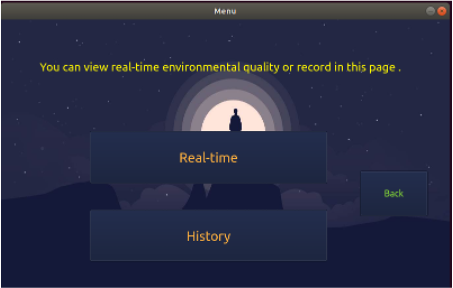 Menu
You can view real-time environmental quality or record in this page .
Real-time
Back
History